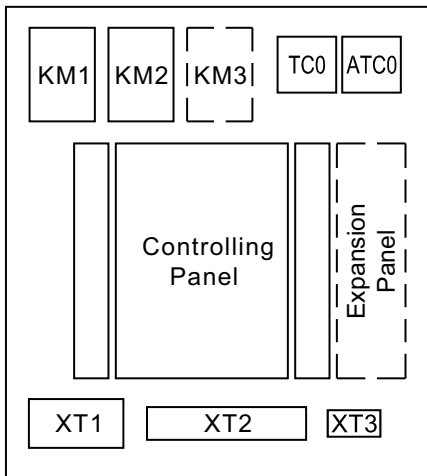 KM1 KM2 KM3 TC0 ATC0
Controlling
Panel
Expansion
Panel
XT1 XT2 XT3